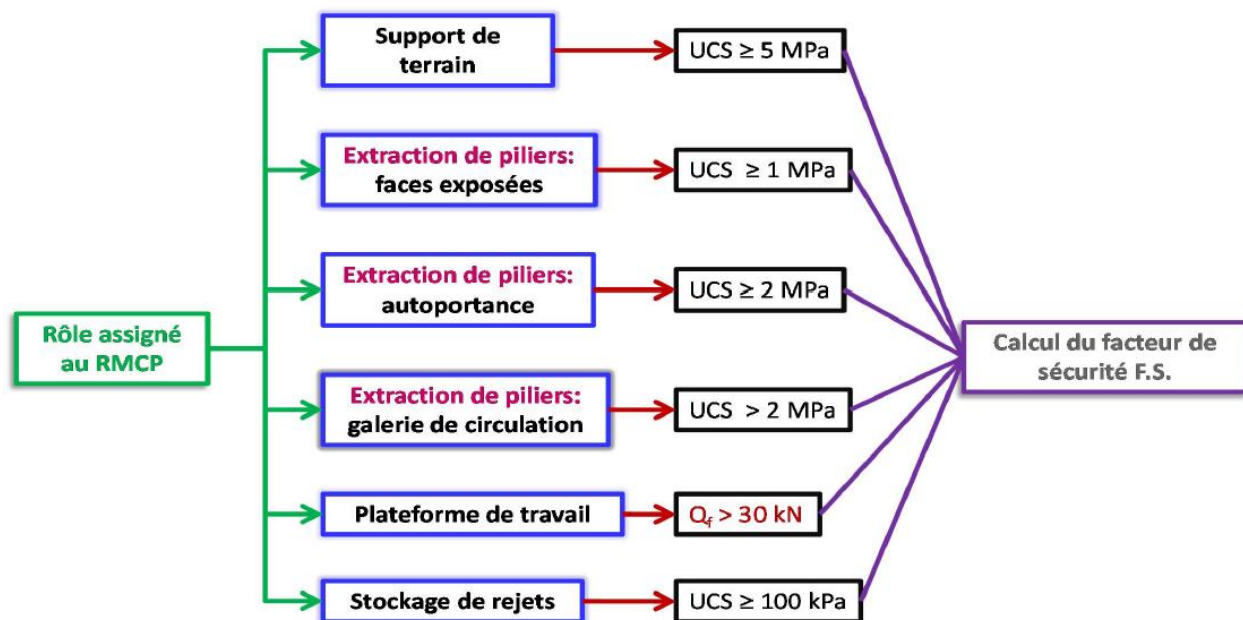 Support de
terrain
UCS ≥ 5 MPa
Extraction de piliers:
faces exposées
UCS ≥ 1 MPa
Extraction de piliers:
autoportance
UCS ≥ 2 MPa
Rôle assigné
au RMCP
Calcul du facteur de
sécurité F.S.
Extraction de piliers:
galerie de circulation
UCS > 2 MPa
Plateforme de travail
Qf > 30 kN
Stockage de rejets
UCS ≥ 100 kPa